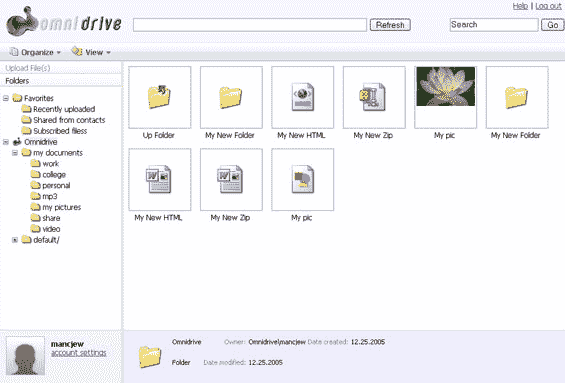 Help | Log out
omnidrive
Refresh
Search
Go
Organize
View
Upload File(s)
Folders
Favorites
Recently uploaded
Shared from contacts
Subscribed filess
Omnidrive
my documents
work
college
personal
mp3
my pictures
share
video
default/
Up Folder
My New Folder
My New HTML
My New Zip
My pic
My New Folder
My New HTML
My New Zip
My pic
mancjew
account settings
Omnidrive Owner: Omnidrive\mancjew Date created: 12.25.2005
Folder Date modified: 12.25.2005